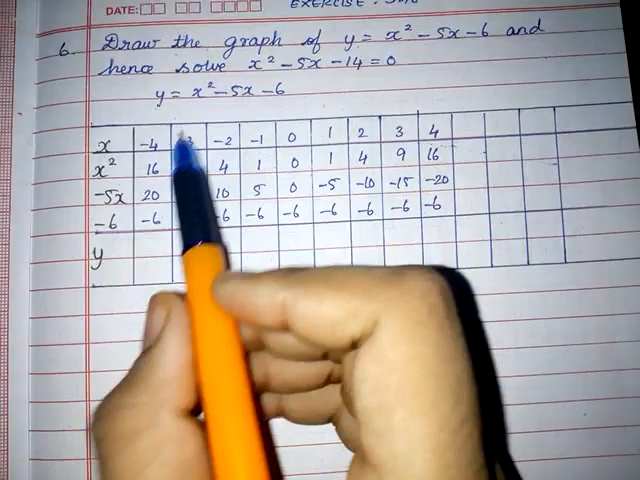 DATE:
EXERCISE :
6. Draw the graph of y = x² - 5x - 6 and
hence solve x² - 5x - 14 = 0
y = x² - 5x - 6
x -4 -2 -1 0 1 2 3 4
x² 16 4 1 0 1 4 9 16
-5x 20 10 5 0 -5 -10 -15 -20
-6 -6 -6 -6 -6 -6 -6 -6 -6
y